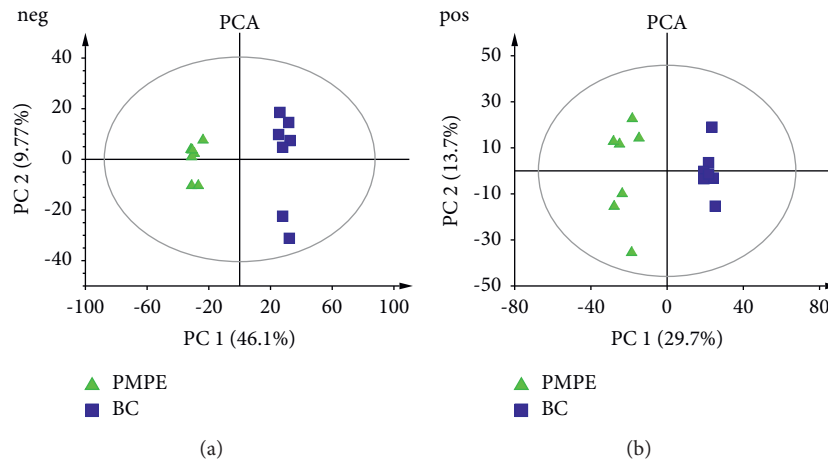 neg
PCA
40
20
0
-20
-40
PC 2 (9.77%)
-100 -60 -20 20 60 100
PC 1 (46.1%)
PMPE
BC
(a)
pos
PCA
50
30
10
-10
-30
-50
PC 2 (13.7%)
-80 -40 0 40 80
PC 1 (29.7%)
PMPE
BC
(b)